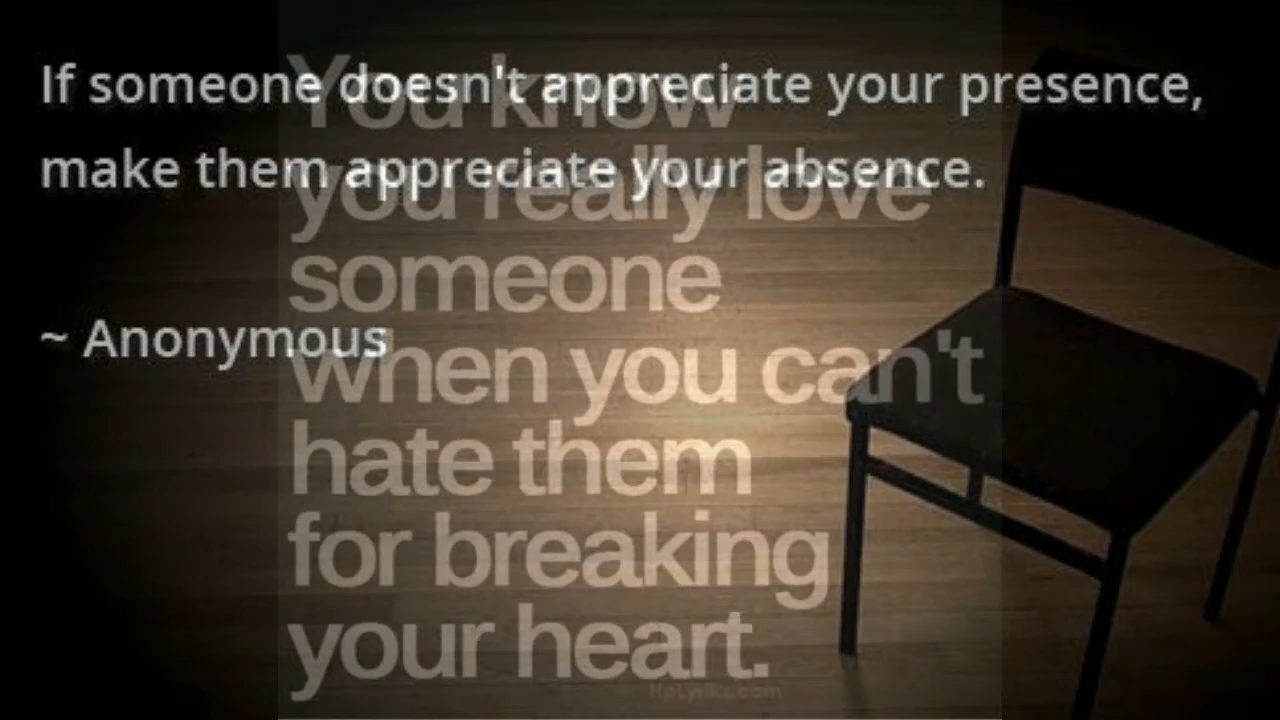 If someone doesn't appreciate your presence,
make them appreciate your absence.
~ Anonymous
You know
you really love
someone
when you can't
hate them
for breaking
your heart.
HpLyriks.com